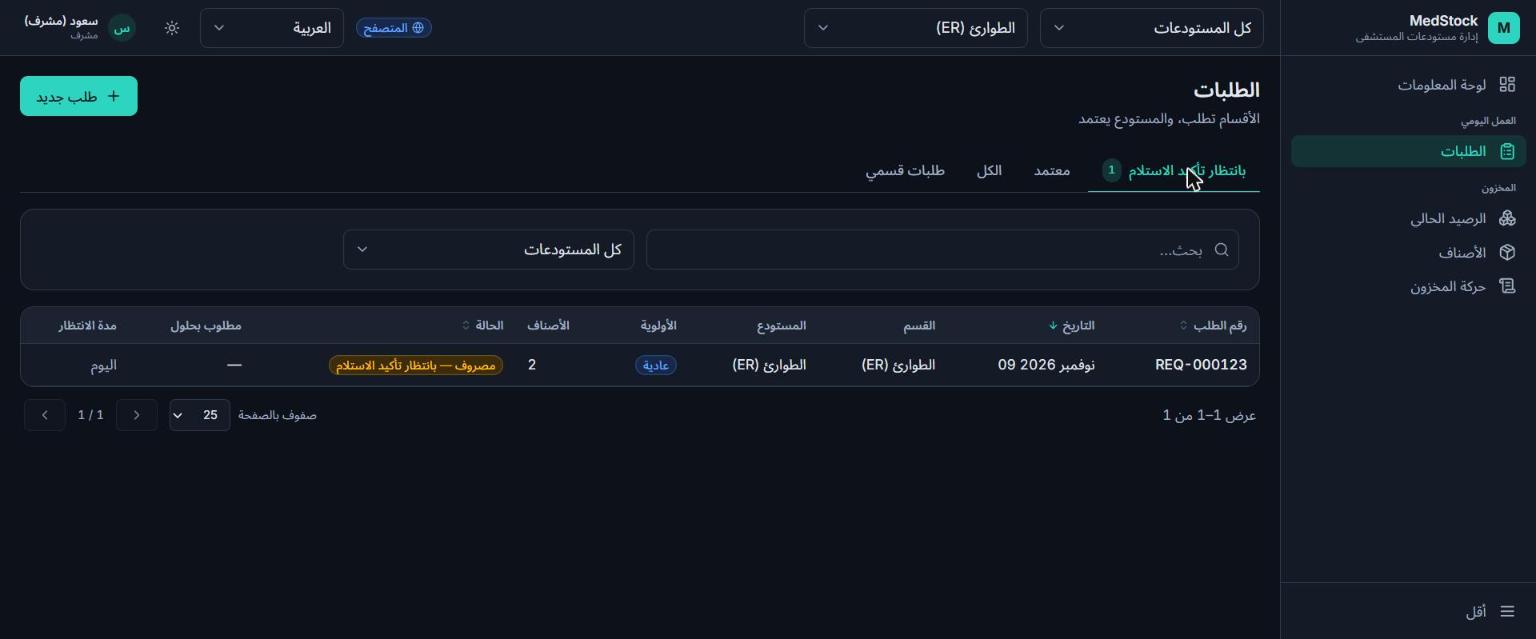 M
MedStock
إدارة مستودعات المستشفى
كل المستودعات
الطوارئ (ER)
المتصفح
العربية
س
سعود (مشرف)
مشرف
لوحة المعلومات
العمل اليومي
الطلبات
المخزون
الرصيد الحالي
الأصناف
حركة المخزون
أقل
الطلبات
الأقسام تطلب، والمستودع يعتمد
طلب جديد
بانتظار تأكيد الاستلام 1
معتمد
الكل
طلبات قسمي
بحث...
كل المستودعات
رقم الطلب التاريخ القسم المستودع الأولوية الأصناف الحالة مطلوب بحلول مدة الانتظار
REQ-000123 09 نوفمبر 2026 الطوارئ (ER) الطوارئ (ER) عادية 2 مصروف — بانتظار تأكيد الاستلام — اليوم
عرض 1–1 من 1
صفوف بالصفحة 25
1 / 1